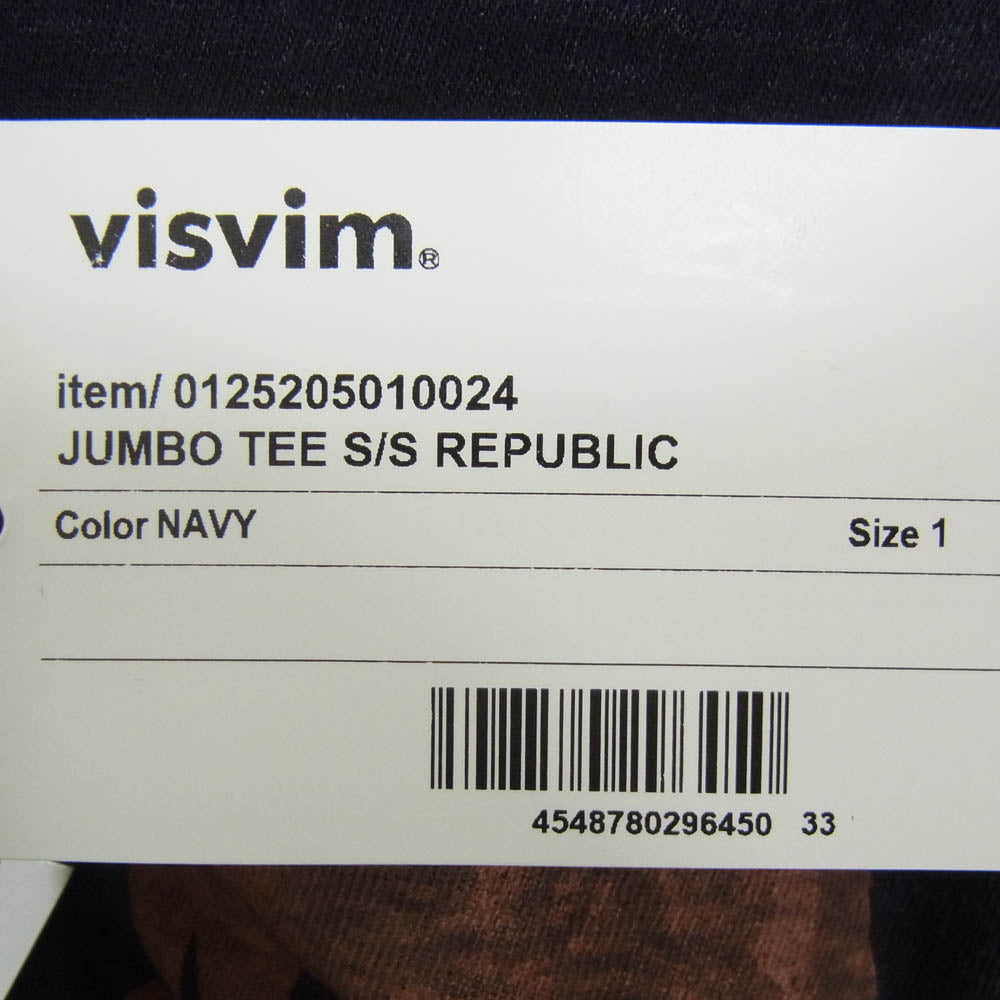 visvim®
item/ 0125205010024
JUMBO TEE S/S REPUBLIC
Color NAVY Size 1
4548780296450 33